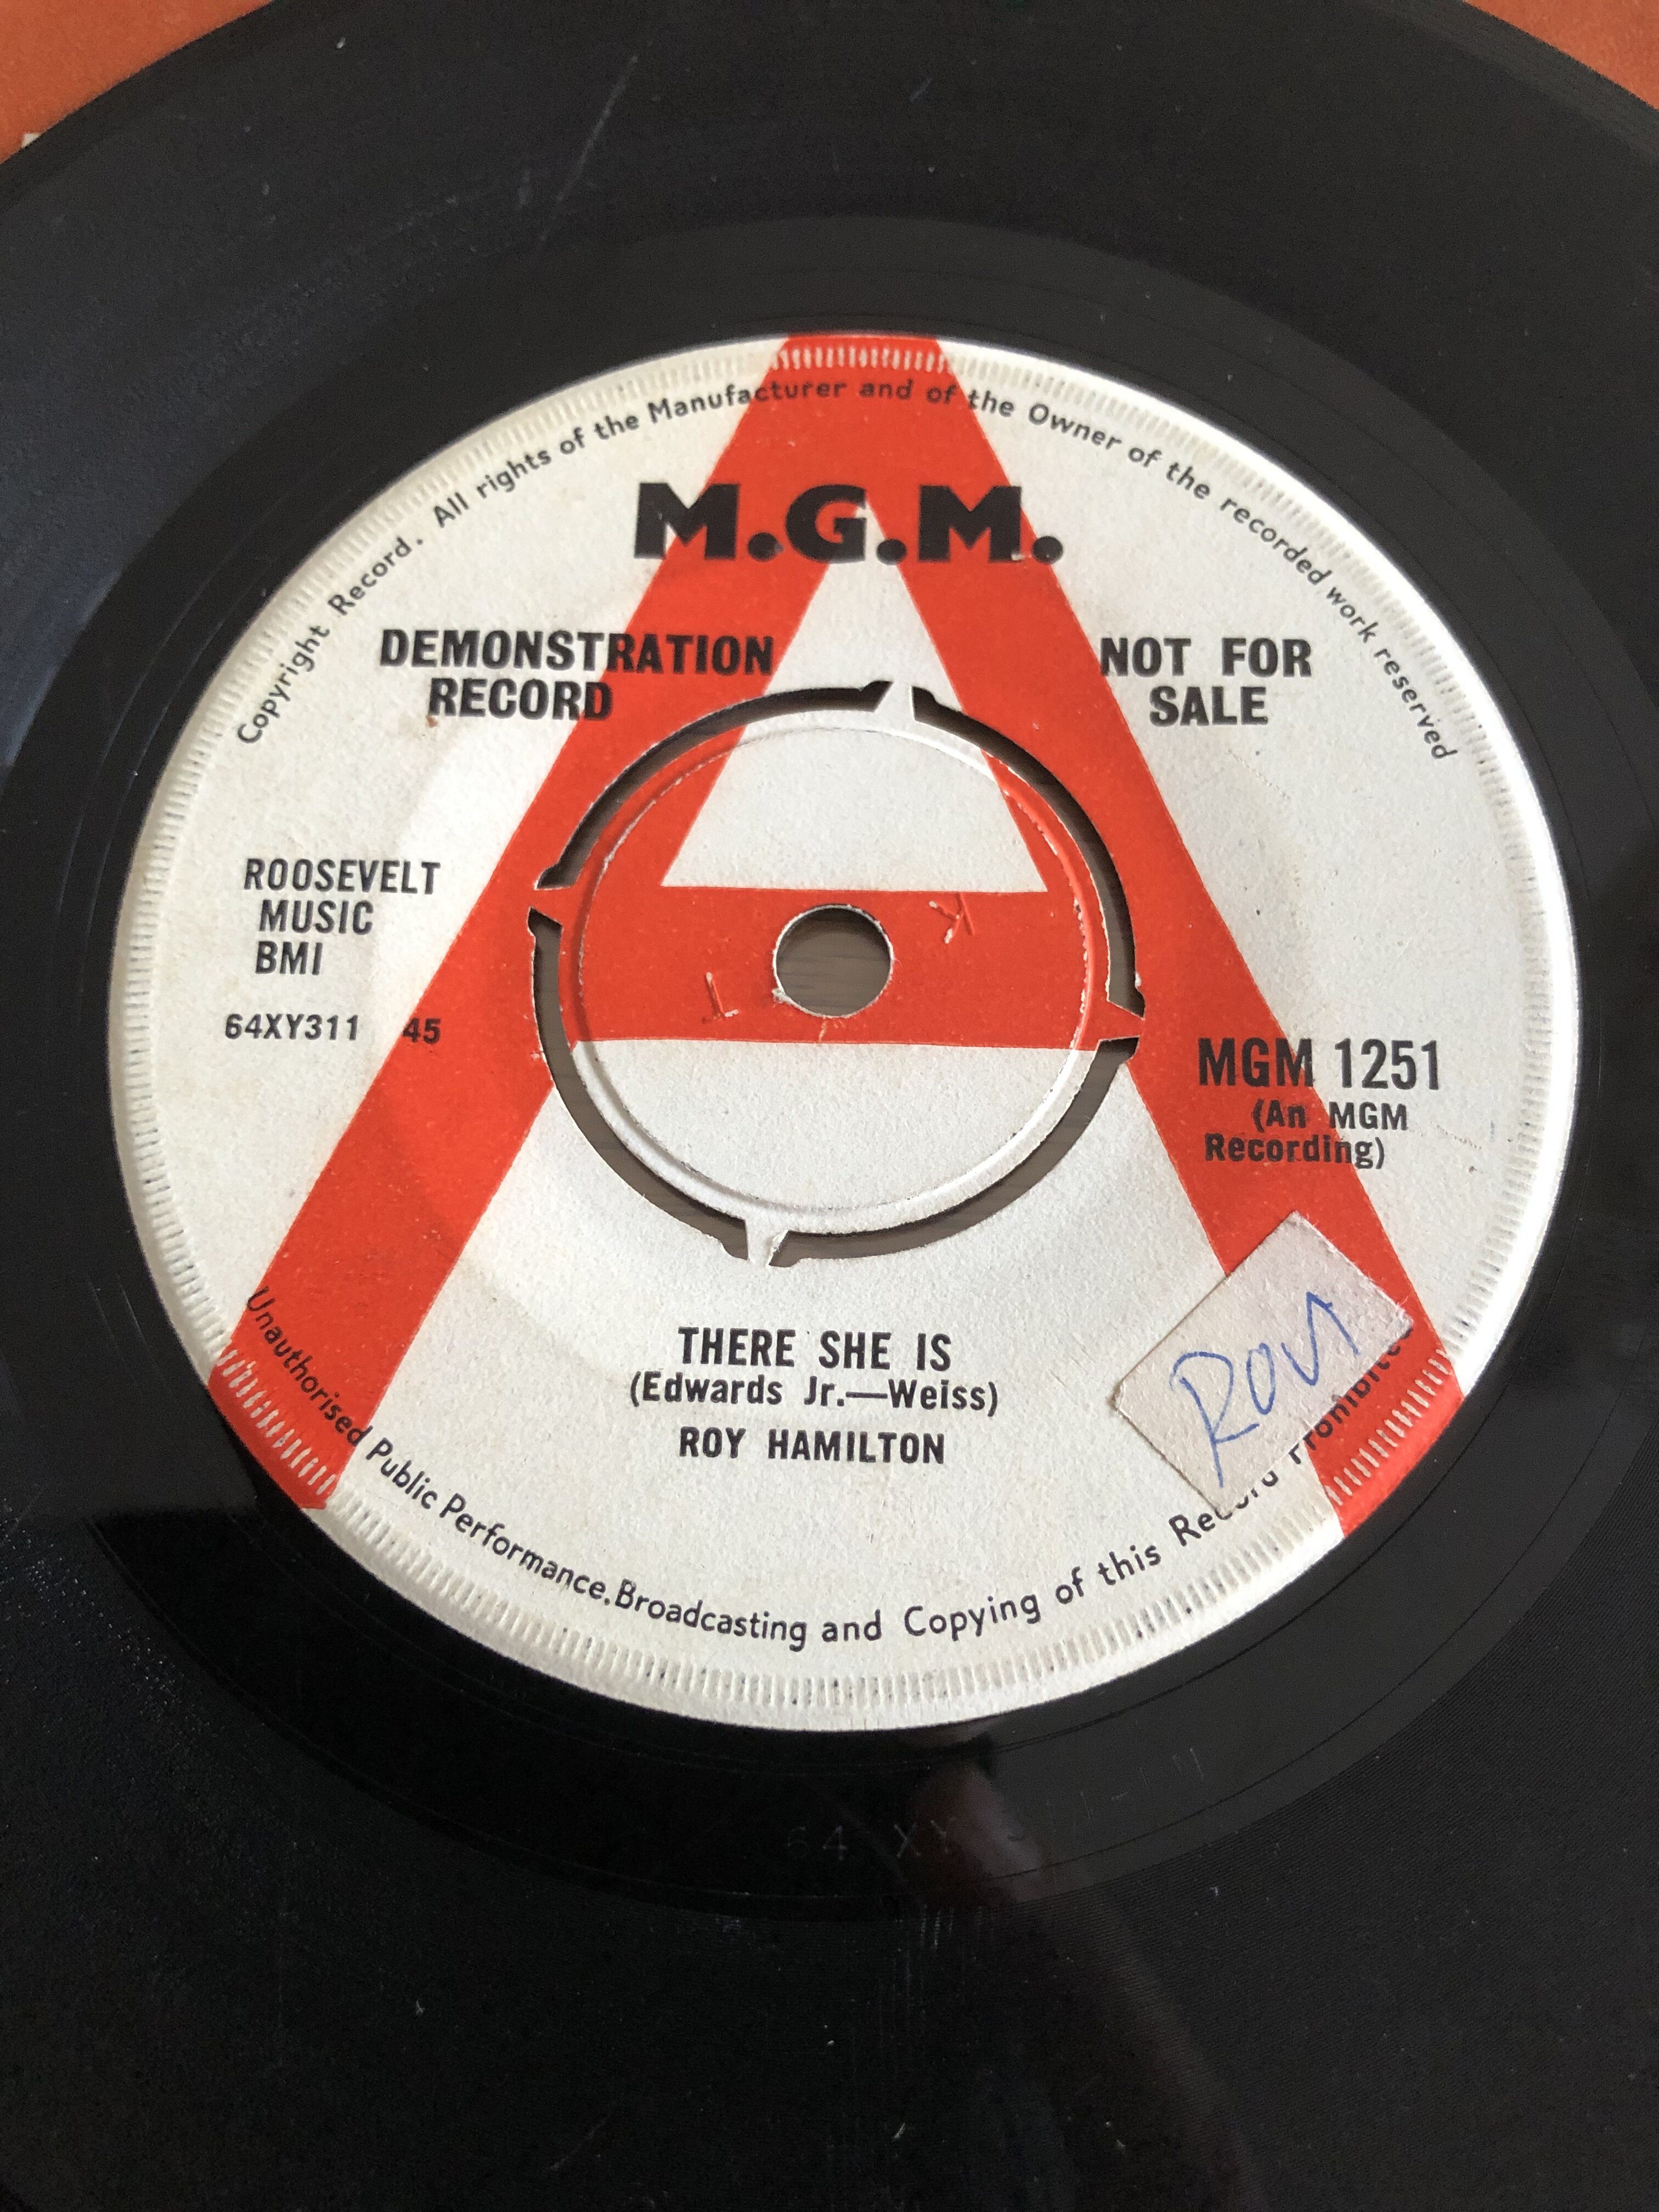 Copyright Record. All rights of the Manufacturer and of the Owner of the recorded work reserved
M.G.M.
DEMONSTRATION
RECORD
NOT FOR
SALE
ROOSEVELT
MUSIC
BMI
64XY311 45
K
T
MGM 1251
(An MGM
Recording)
THERE SHE IS
(Edwards Jr.—Weiss)
ROY HAMILTON
Unauthorised Public Performance, Broadcasting and Copying of this Record Prohibited
64 XY